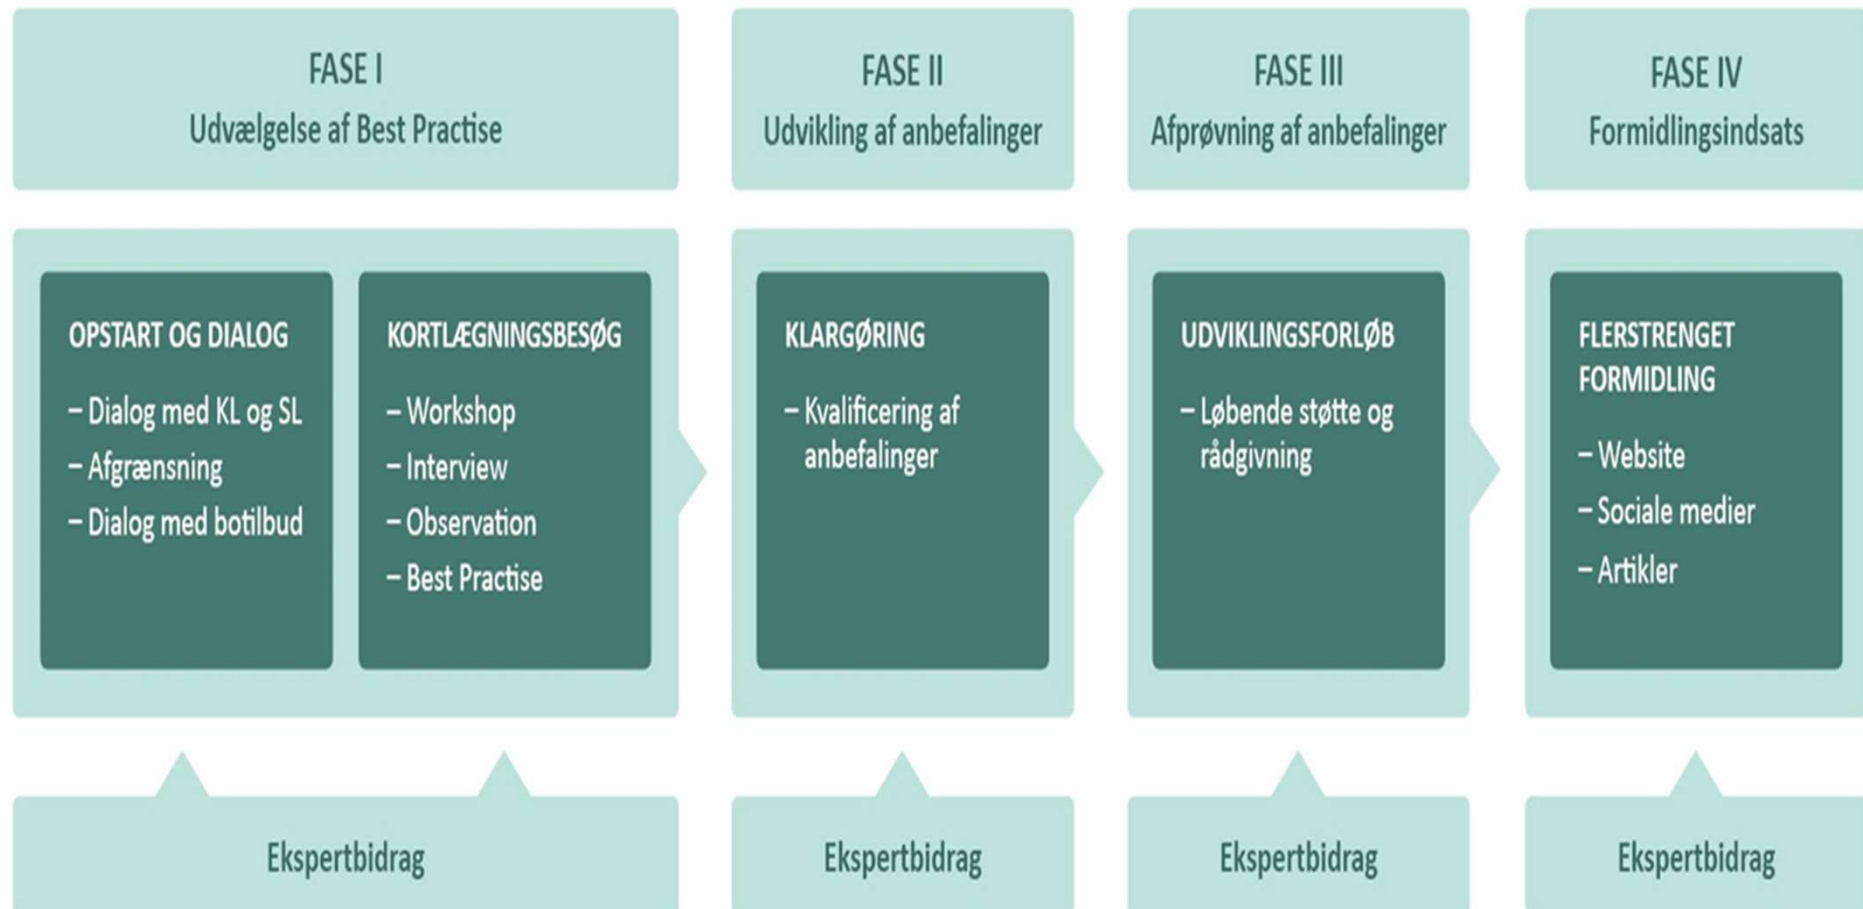 FASE I
Udvælgelse af Best Practise
FASE II
Udvikling af anbefalinger
FASE III
Afprøvning af anbefalinger
FASE IV
Formidlingsindsats
OPSTART OG DIALOG
– Dialog med KL og SL
– Afgrænsning
– Dialog med botilbud
KORTLÆGNINGSBESØG
– Workshop
– Interview
– Observation
– Best Practise
KLARGØRING
– Kvalificering af
anbefalinger
UDVIKLINGSFORLØB
– Løbende støtte og
rådgivning
FLERSTRENGET
FORMIDLING
– Website
– Sociale medier
– Artikler
Ekspertbidrag
Ekspertbidrag
Ekspertbidrag
Ekspertbidrag